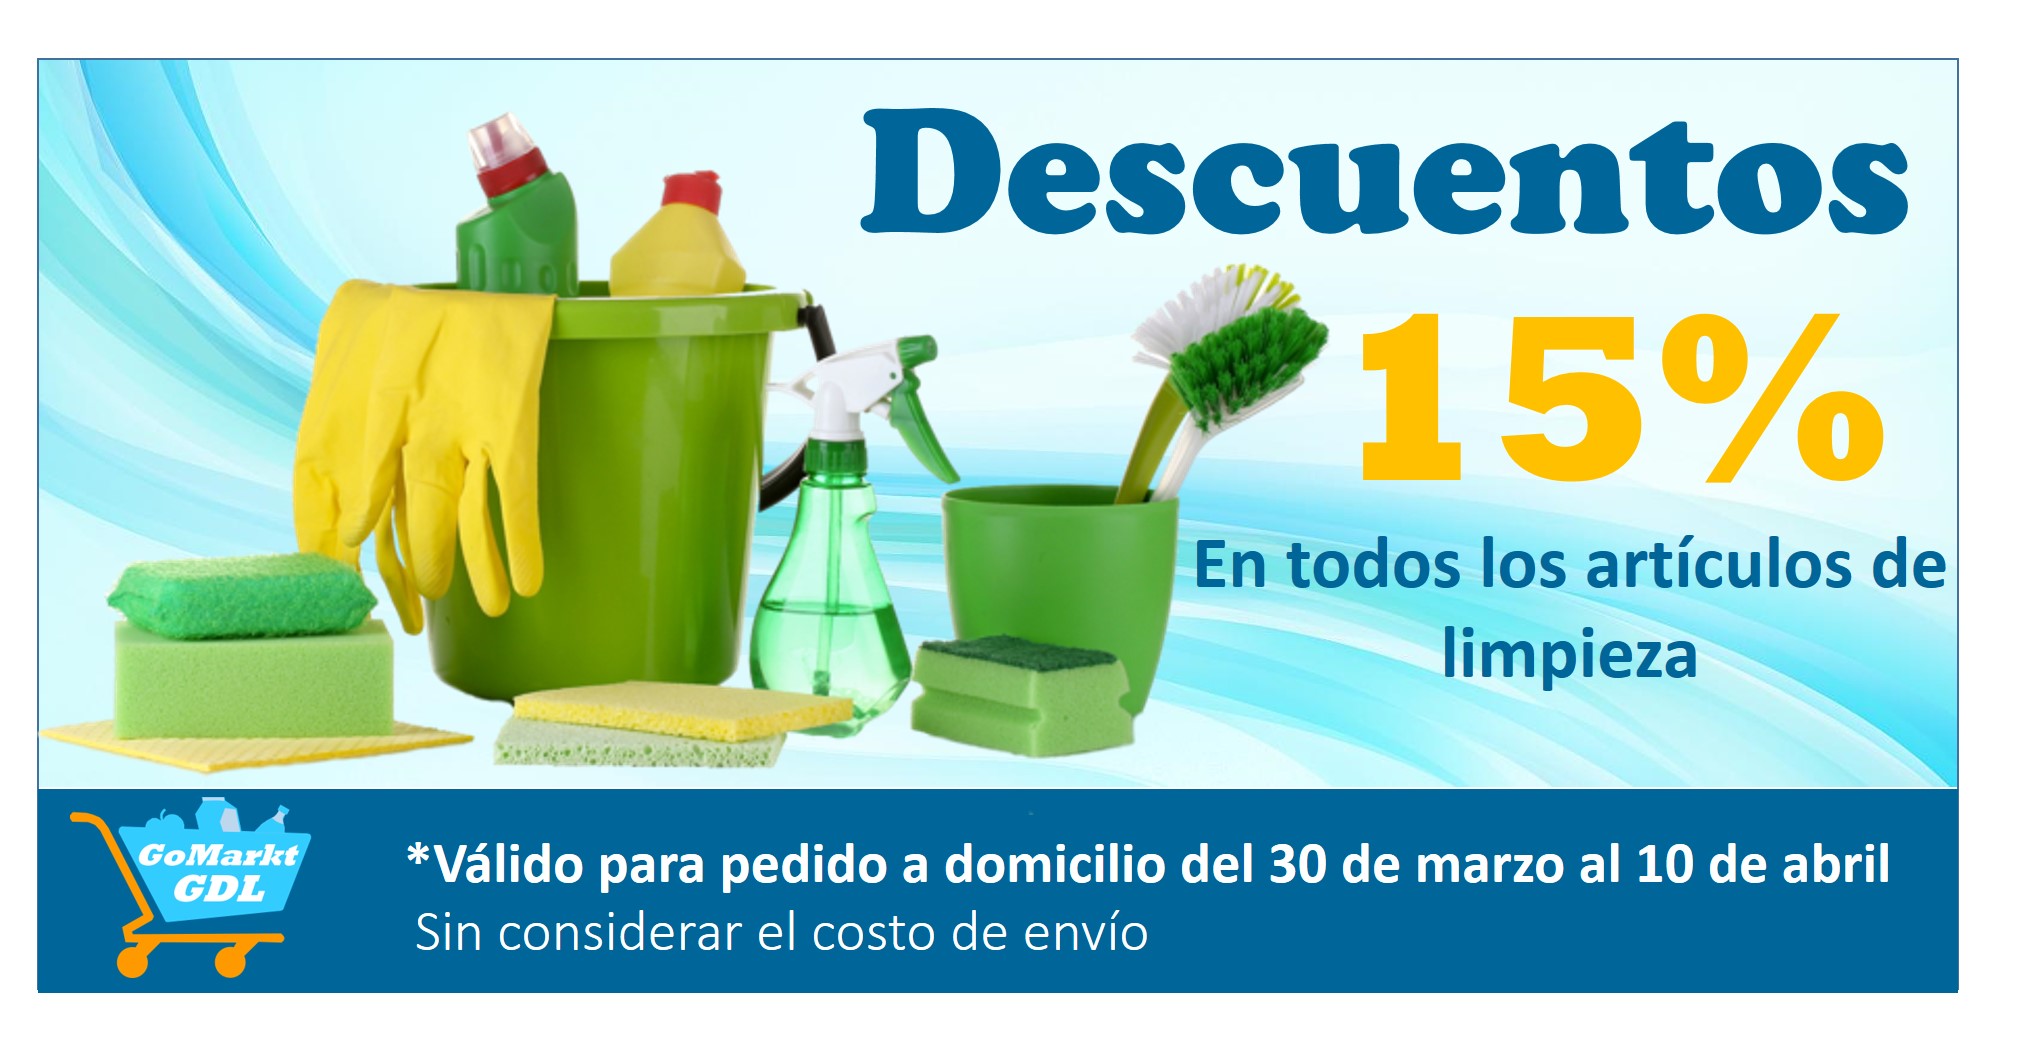 Descuentos
15%
En todos los artículos de
limpieza
GoMarkt
GDL
*Válido para pedido a domicilio del 30 de marzo al 10 de abril
Sin considerar el costo de envío